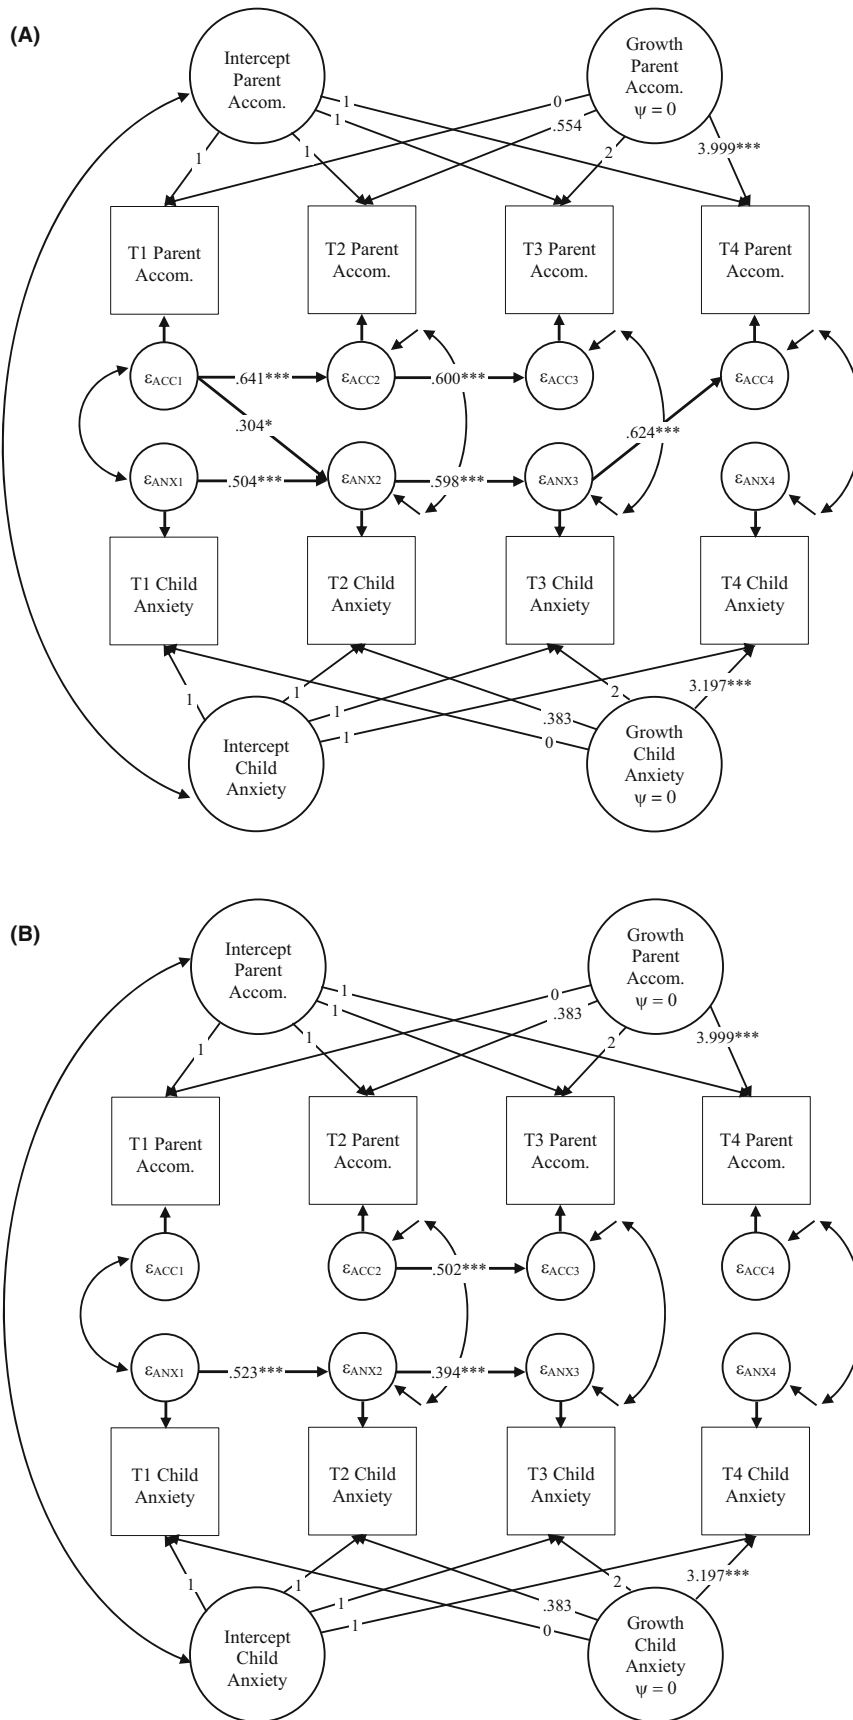 (A)
Intercept
Parent
Accom.
Growth
Parent
Accom.
ψ = 0
1
1
1
1
0
.554
2
3.999***
T1 Parent
Accom.
T2 Parent
Accom.
T3 Parent
Accom.
T4 Parent
Accom.
εACC1
.641***
εACC2
.600***
εACC3
εACC4
.304*
.624***
εANX1
.504***
εANX2
.598***
εANX3
εANX4
T1 Child
Anxiety
T2 Child
Anxiety
T3 Child
Anxiety
T4 Child
Anxiety
1
1
1
1
2
3.197***
.383
0
Intercept
Child
Anxiety
Growth
Child
Anxiety
ψ = 0
(B)
Intercept
Parent
Accom.
Growth
Parent
Accom.
ψ = 0
1
1
1
1
0
.383
2
3.999***
T1 Parent
Accom.
T2 Parent
Accom.
T3 Parent
Accom.
T4 Parent
Accom.
εACC1
εACC2
.502***
εACC3
εACC4
εANX1
.523***
εANX2
.394***
εANX3
εANX4
T1 Child
Anxiety
T2 Child
Anxiety
T3 Child
Anxiety
T4 Child
Anxiety
1
1
1
1
2
3.197***
.383
0
Intercept
Child
Anxiety
Growth
Child
Anxiety
ψ = 0